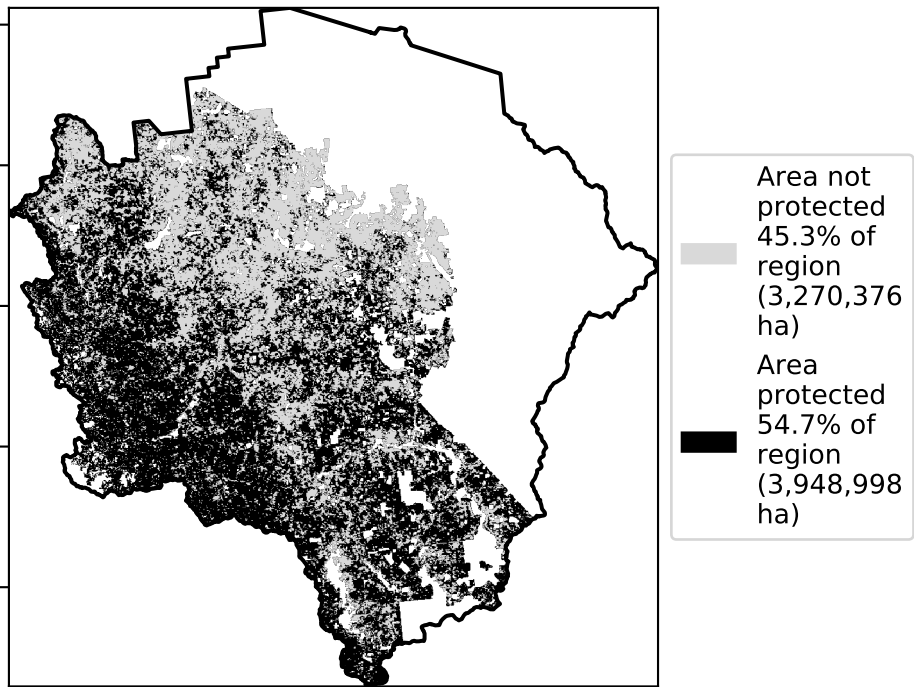 Area not
protected
45.3% of
region
(3,270,376
ha)
Area
protected
54.7% of
region
(3,948,998
ha)